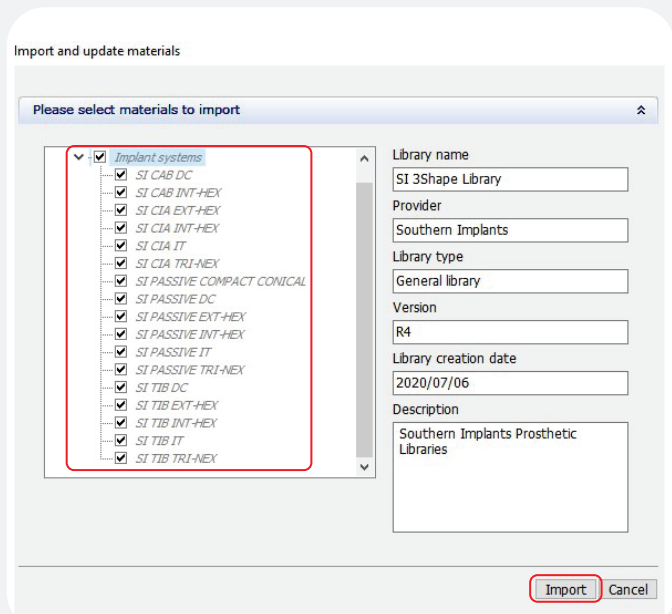 Import and update materials
Please select materials to import
Implant systems
SI CAB DC
SI CAB INT-HEX
SI CIA EXT-HEX
SI CIA INT-HEX
SI CIA IT
SI CIA TRI-NEX
SI PASSIVE COMPACT CONICAL
SI PASSIVE DC
SI PASSIVE EXT-HEX
SI PASSIVE INT-HEX
SI PASSIVE IT
SI PASSIVE TRI-NEX
SI TIB DC
SI TIB EXT-HEX
SI TIB INT-HEX
SI TIB IT
SI TIB TRI-NEX
Library name
SI 3Shape Library
Provider
Southern Implants
Library type
General library
Version
R4
Library creation date
2020/07/06
Description
Southern Implants Prosthetic
Libraries
Import Cancel